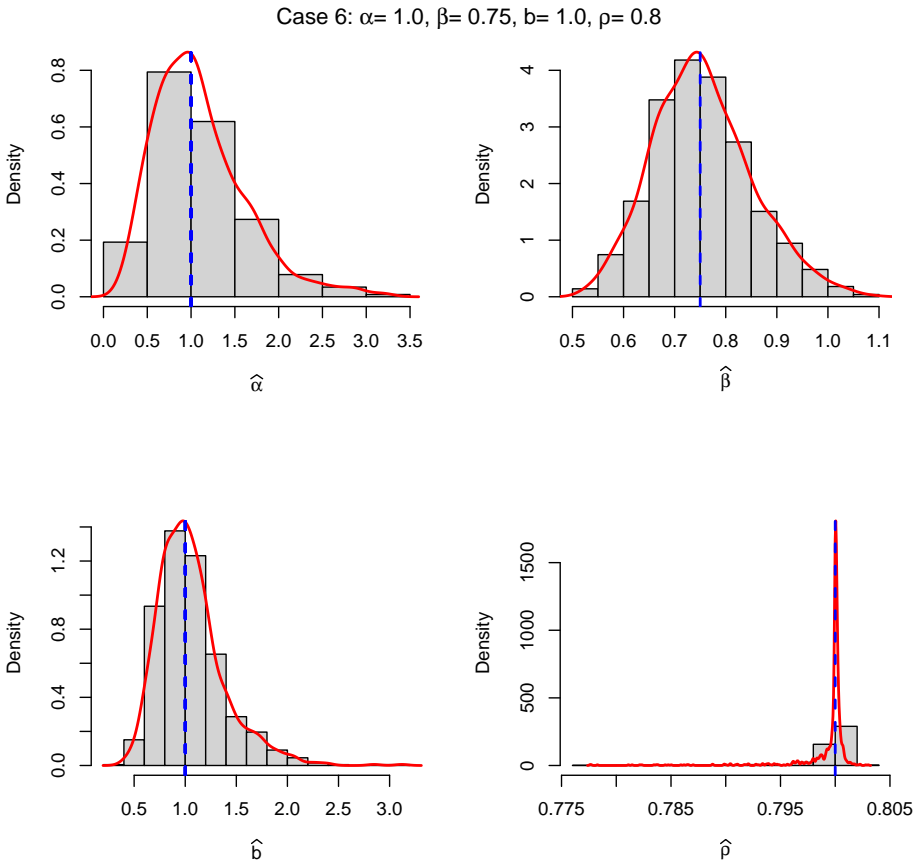 Case 6: α= 1.0, β= 0.75, b= 1.0, ρ= 0.8
Density
0.0 0.2 0.4 0.6 0.8
0.0 0.5 1.0 1.5 2.0 2.5 3.0 3.5
α̂
Density
0 1 2 3 4
0.5 0.6 0.7 0.8 0.9 1.0 1.1
β̂
Density
0.0 0.4 0.8 1.2
0.5 1.0 1.5 2.0 2.5 3.0
b̂
Density
0 500 1000 1500
0.775 0.785 0.795 0.805
ρ̂